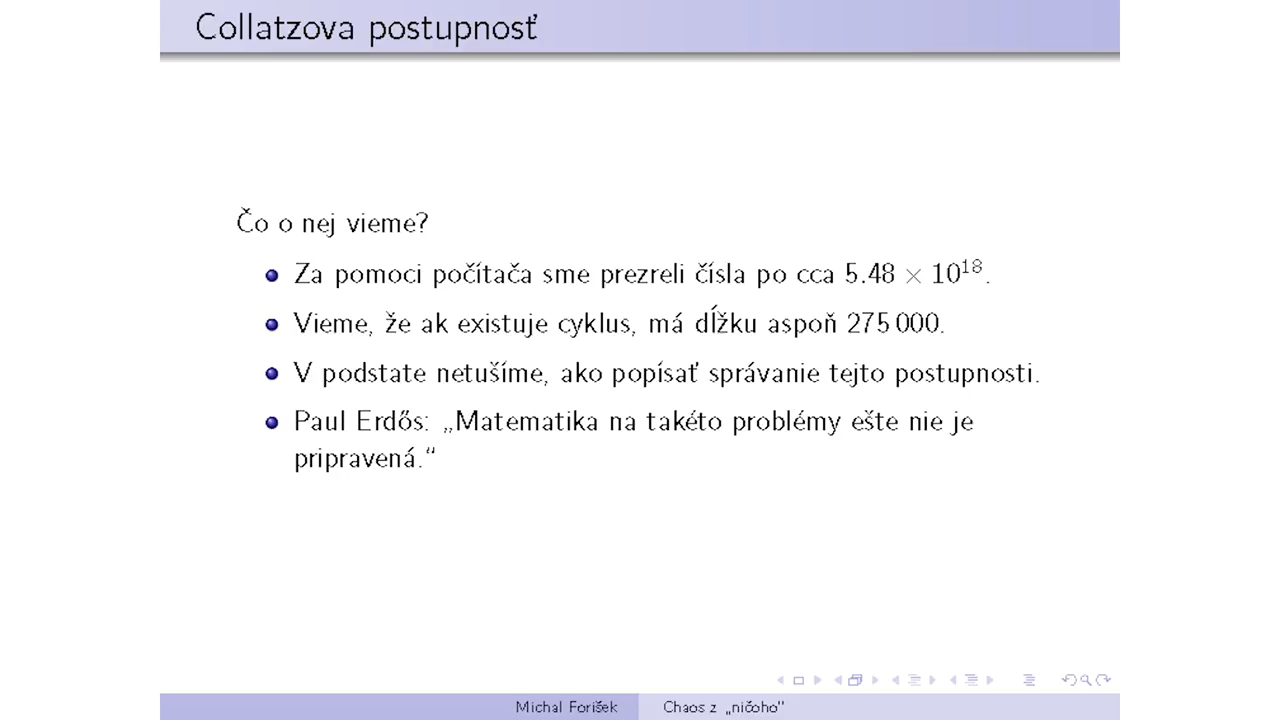 Collatzova postupnosť
Čo o nej vieme?
Za pomoci počítača sme prezreli čísla po cca 5.48 × 10¹⁸.
Vieme, že ak existuje cyklus, má dĺžku aspoň 275 000.
V podstate netušíme, ako popísať správanie tejto postupnosti.
Paul Erdős: „Matematika na takéto problémy ešte nie je
pripravená.“
Michal Forišek Chaos z „ničoho“